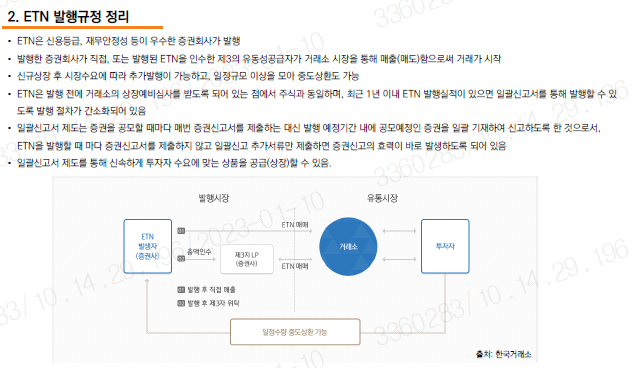 2. ETN 발행규정 정리
• ETN은 신용등급, 재무안정성 등이 우수한 증권회사가 발행
• 발행한 증권회사가 직접, 또는 발행된 ETN을 인수한 제3의 유동성공급자가 거래소 시장을 통해 매출(매도)함으로써 거래가 시작
• 신규상장 후 시장수요에 따라 추가발행이 가능하고, 일정규모 이상을 모아 중도상환도 가능
• ETN은 발행 전에 거래소의 상장예비심사를 받도록 되어 있는 점에서 주식과 동일하며, 최근 1년 이내 ETN 발행실적이 있으면 일괄신고서를 통해 발행할 수 있
도록 발행 절차가 간소화되어 있음
• 일괄신고서 제도는 증권을 공모할 때마다 매번 증권신고서를 제출하는 대신 발행 예정기간 내에 공모예정인 증권을 일괄 기재하여 신고하도록 한 것으로서,
ETN을 발행할 때 마다 증권신고서를 제출하지 않고 일괄신고 추가서류만 제출하면 증권신고의 효력이 바로 발생하도록 되어 있음
• 일괄신고서 제도를 통해 신속하게 투자자 수요에 맞는 상품을 공급(상장)할 수 있음.
발행시장
유통시장
ETN
발행자
(증권사)
ETN 매매
총액인수
제3자 LP
(증권사)
ETN 매매
거래소
투자자
발행 후 직접 매출
발행 후 제3자 위탁
일정수량 중도상환 가능
출처: 한국거래소
3360283/10.14.29.196/2023-01-10